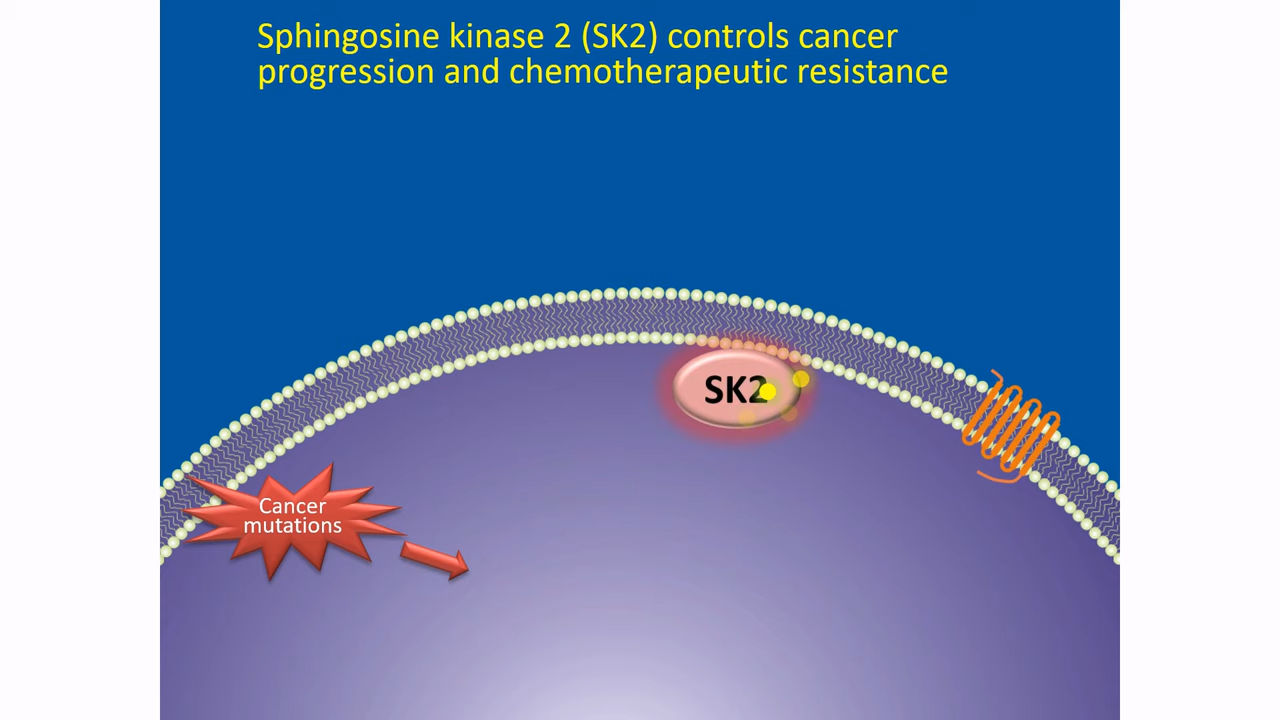 Sphingosine kinase 2 (SK2) controls cancer
progression and chemotherapeutic resistance
SK2
Cancer
mutations